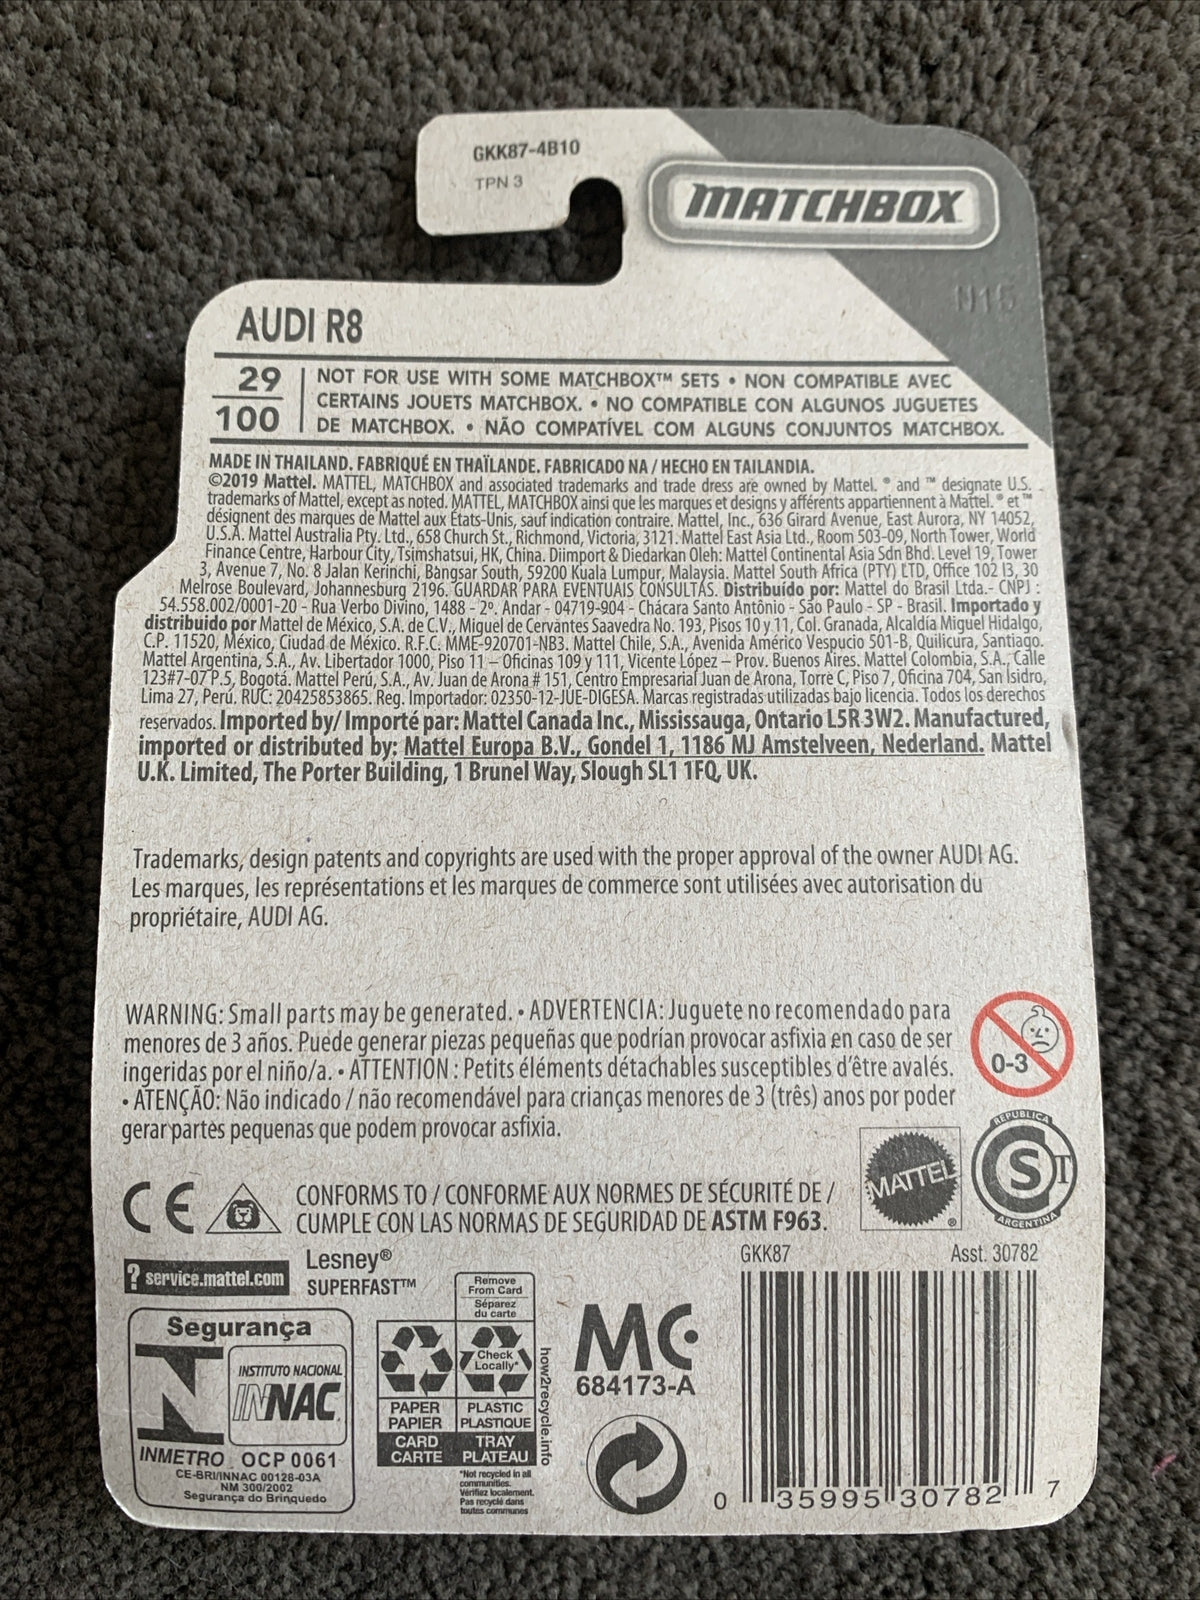 GKK87-4B10
TPN 3
MATCHBOX
N15
AUDI R8
29
100
NOT FOR USE WITH SOME MATCHBOX™ SETS • NON COMPATIBLE AVEC
CERTAINS JOUETS MATCHBOX. • NO COMPATIBLE CON ALGUNOS JUGUETES
DE MATCHBOX. • NÃO COMPATÍVEL COM ALGUNS CONJUNTOS MATCHBOX.
MADE IN THAILAND. FABRIQUÉ EN THAÏLANDE. FABRICADO NA / HECHO EN TAILANDIA.
©2019 Mattel. MATTEL, MATCHBOX and associated trademarks and trade dress are owned by Mattel. ® and ™ designate U.S.
trademarks of Mattel, except as noted. MATTEL, MATCHBOX ainsi que les marques et designs y afférents appartiennent à Mattel. ® et ™
désignent des marques de Mattel aux États-Unis, sauf indication contraire. Mattel, Inc., 636 Girard Avenue, East Aurora, NY 14052,
U.S.A. Mattel Australia Pty. Ltd., 658 Church St., Richmond, Victoria, 3121. Mattel East Asia Ltd., Room 503-09, North Tower, World
Finance Centre, Harbour City, Tsimshatsui, HK, China. Diimport & Diedarkan Oleh: Mattel Continental Asia Sdn Bhd. Level 19, Tower
3, Avenue 7, No. 8 Jalan Kerinchi, Bangsar South, 59200 Kuala Lumpur, Malaysia. Mattel South Africa (PTY) LTD, Office 102 I3, 30
Melrose Boulevard, Johannesburg 2196. GUARDAR PARA EVENTUAIS CONSULTAS. Distribuído por: Mattel do Brasil Ltda.- CNPJ :
54.558.002/0001-20 - Rua Verbo Divino, 1488 - 2º. Andar - 04719-904 - Chácara Santo Antônio - São Paulo - SP - Brasil. Importado y
distribuido por Mattel de México, S.A. de C.V., Miguel de Cervantes Saavedra No. 193, Pisos 10 y 11, Col. Granada, Alcaldía Miguel Hidalgo,
C.P. 11520, México, Ciudad de México. R.F.C. MME-920701-NB3. Mattel Chile, S.A., Avenida Américo Vespucio 501-B, Quilicura, Santiago.
Mattel Argentina, S.A., Av. Libertador 1000, Piso 11 – Oficinas 109 y 111, Vicente López – Prov. Buenos Aires. Mattel Colombia, S.A., Calle
123#7-07 P.5, Bogotá. Mattel Perú, S.A., Av. Juan de Arona # 151, Centro Empresarial Juan de Arona, Torre C, Piso 7, Oficina 704, San Isidro,
Lima 27, Perú. RUC: 20425853865. Reg. Importador: 02350-12-JUE-DIGESA. Marcas registradas utilizadas bajo licencia. Todos los derechos
reservados. Imported by/ Importé par: Mattel Canada Inc., Mississauga, Ontario L5R 3W2. Manufactured,
imported or distributed by: Mattel Europa B.V., Gondel 1, 1186 MJ Amstelveen, Nederland. Mattel
U.K. Limited, The Porter Building, 1 Brunel Way, Slough SL1 1FQ, UK.
Trademarks, design patents and copyrights are used with the proper approval of the owner AUDI AG.
Les marques, les représentations et les marques de commerce sont utilisées avec autorisation du
propriétaire, AUDI AG.
WARNING: Small parts may be generated. • ADVERTENCIA: Juguete no recomendado para
menores de 3 años. Puede generar piezas pequeñas que podrían provocar asfixia en caso de ser
ingeridas por el niño/a. • ATTENTION : Petits éléments détachables susceptibles d'être avalés.
• ATENÇÃO: Não indicado / não recomendável para crianças menores de 3 (três) anos por poder
gerar partes pequenas que podem provocar asfixia.
0-3
MATTEL
®
REPUBLICA
S T
ARGENTINA
CE
CONFORMS TO / CONFORME AUX NORMES DE SÉCURITÉ DE /
CUMPLE CON LAS NORMAS DE SEGURIDAD DE ASTM F963.
? service.mattel.com
Lesney®
SUPERFAST™
GKK87
Asst. 30782
Segurança
INSTITUTO NACIONAL
INNAC
INMETRO OCP 0061
CE-BRI/INNAC 00128-03A
NM 300/2002
Segurança do Brinquedo
Remove
From Card
Séparez
du carte
Check
Locally*
PAPER
PAPIER
PLASTIC
PLASTIQUE
CARD
CARTE
TRAY
PLATEAU
how2recycle.info
*Not recycled in all
communities.
Vérifiez localement.
Pas recyclé dans
toutes communes
MC
684173-A
0 35995 30782 7